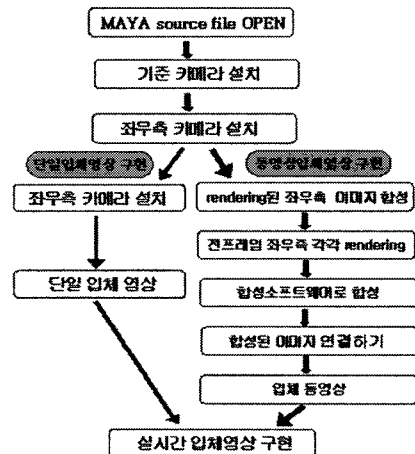 MAYA source file OPEN
기준 카메라 설치
좌우측 카메라 설치
단일입체영상 구현
동영상입체영상 구현
좌우측 카메라 설치
rendering된 좌우측 이미지 합성
전프레임 좌우측 각각 rendering
단일 입체 영상
합성소프트웨어로 합성
합성된 이미지 연결하기
입체 동영상
실시간 입체영상 구현